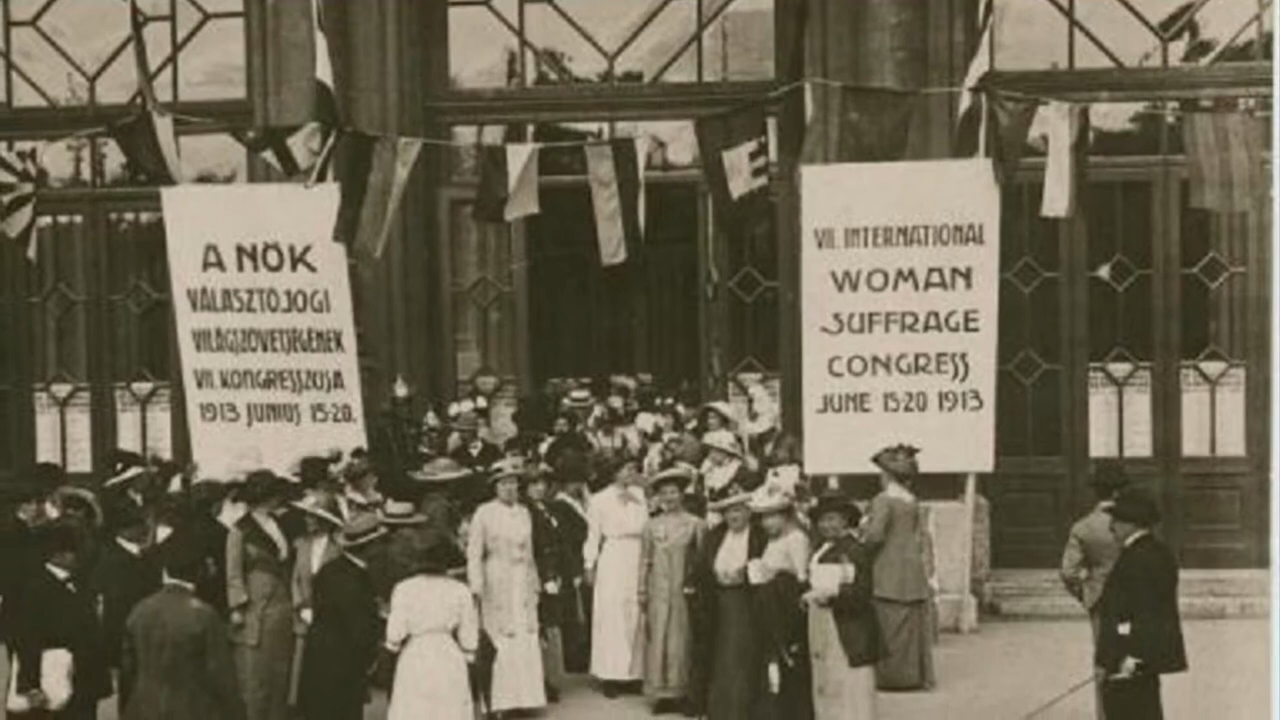 A NŐK
VÁLASZTÓJOGI
VILÁGSZÖVETSÉGÉNEK
VII. KONGRESSZUSA
1913 JUNIUS 15-20.
VII. INTERNATIONAL
WOMAN
SUFFRAGE
CONGRESS
JUNE 15-20 1913
E